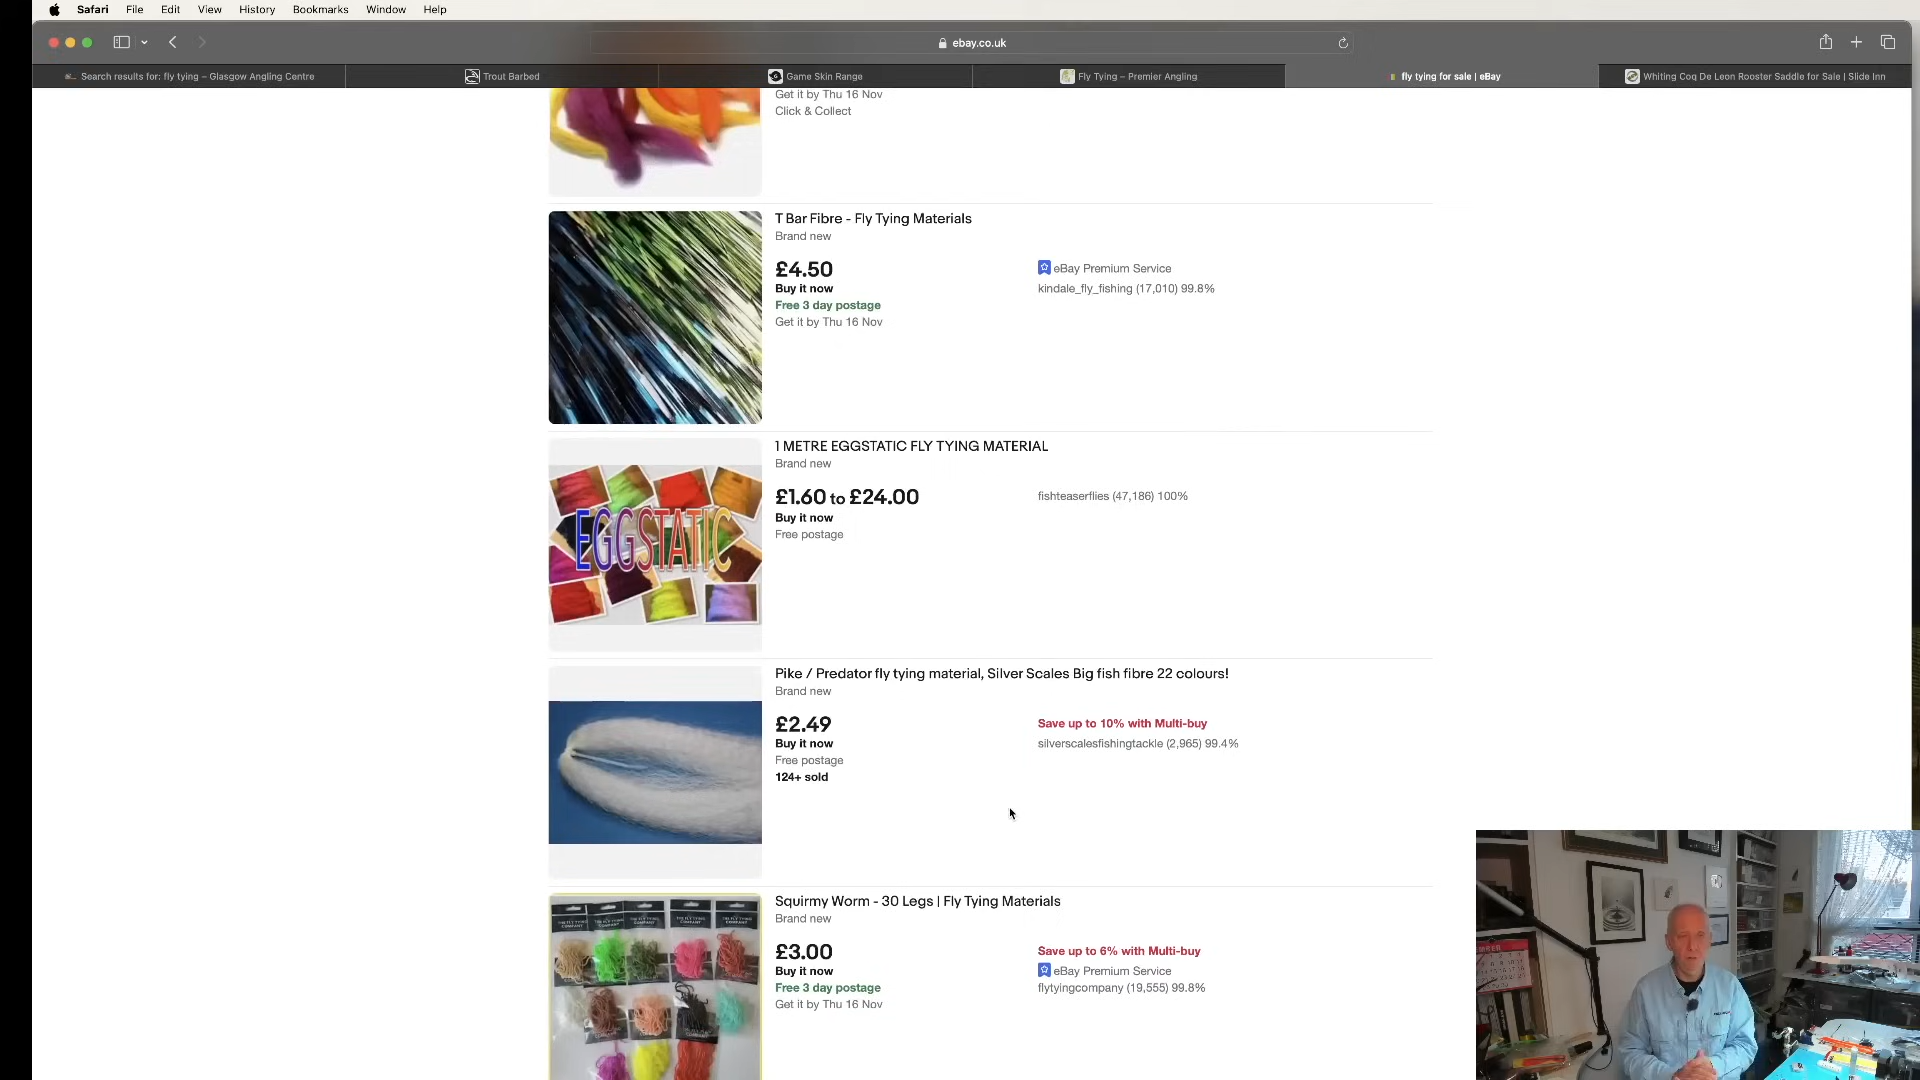 Safari File Edit View History Bookmarks Window Help
ebay.co.uk
Search results for: fly tying – Glasgow Angling Centre
Trout Barbed
Game Skin Range
Fly Tying – Premier Angling
fly tying for sale | eBay
Whiting Coq De Leon Rooster Saddle for Sale | Slide Inn
Get it by Thu 16 Nov
Click & Collect
T Bar Fibre - Fly Tying Materials
Brand new
£4.50
Buy it now
Free 3 day postage
Get it by Thu 16 Nov
eBay Premium Service
kindale_fly_fishing (17,010) 99.8%
1 METRE EGGSTATIC FLY TYING MATERIAL
Brand new
£1.60 to £24.00
Buy it now
Free postage
fishteaserflies (47,186) 100%
EGGSTATIC
Pike / Predator fly tying material, Silver Scales Big fish fibre 22 colours!
Brand new
£2.49
Buy it now
Free postage
124+ sold
Save up to 10% with Multi-buy
silverscalesfishingtackle (2,965) 99.4%
Squirmy Worm - 30 Legs | Fly Tying Materials
Brand new
£3.00
Buy it now
Free 3 day postage
Get it by Thu 16 Nov
Save up to 6% with Multi-buy
eBay Premium Service
flytyingcompany (19,555) 99.8%